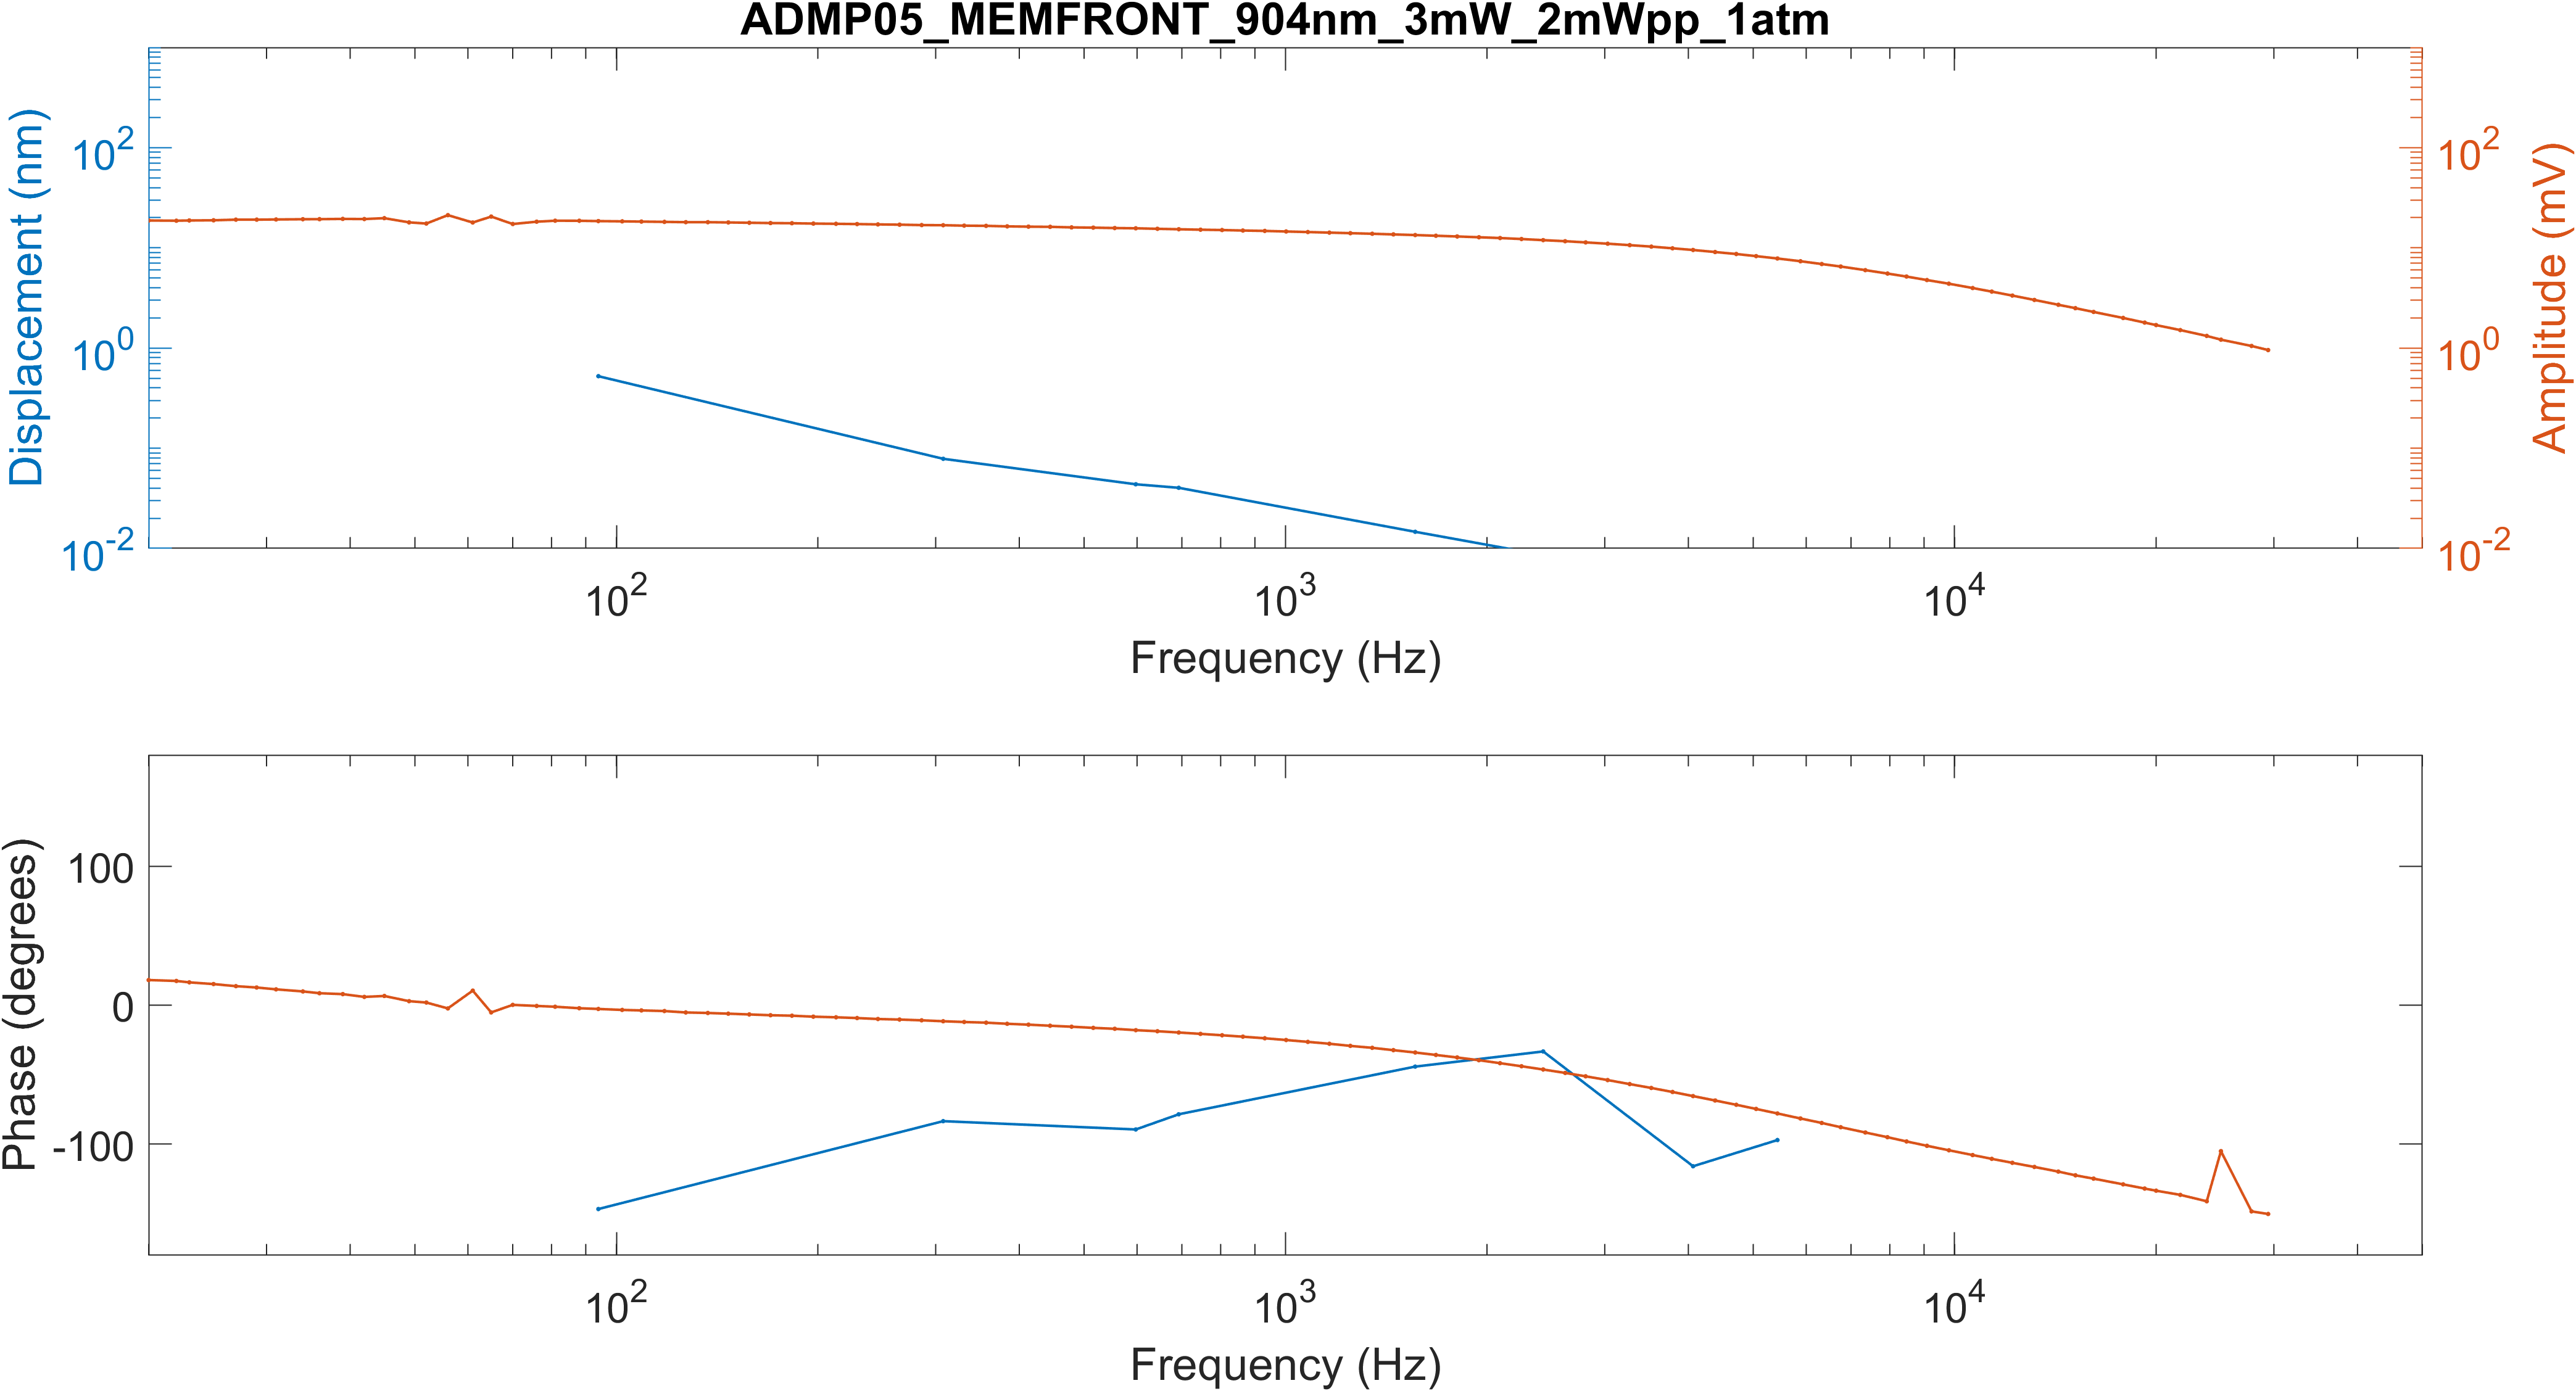 ADMP05_MEMFRONT_904nm_3mW_2mWpp_1atm
Displacement (nm)
10^2
10^0
10^-2
Amplitude (mV)
10^2
10^0
10^-2
10^2 10^3 10^4
Frequency (Hz)
Phase (degrees)
100
0
-100
10^2 10^3 10^4
Frequency (Hz)